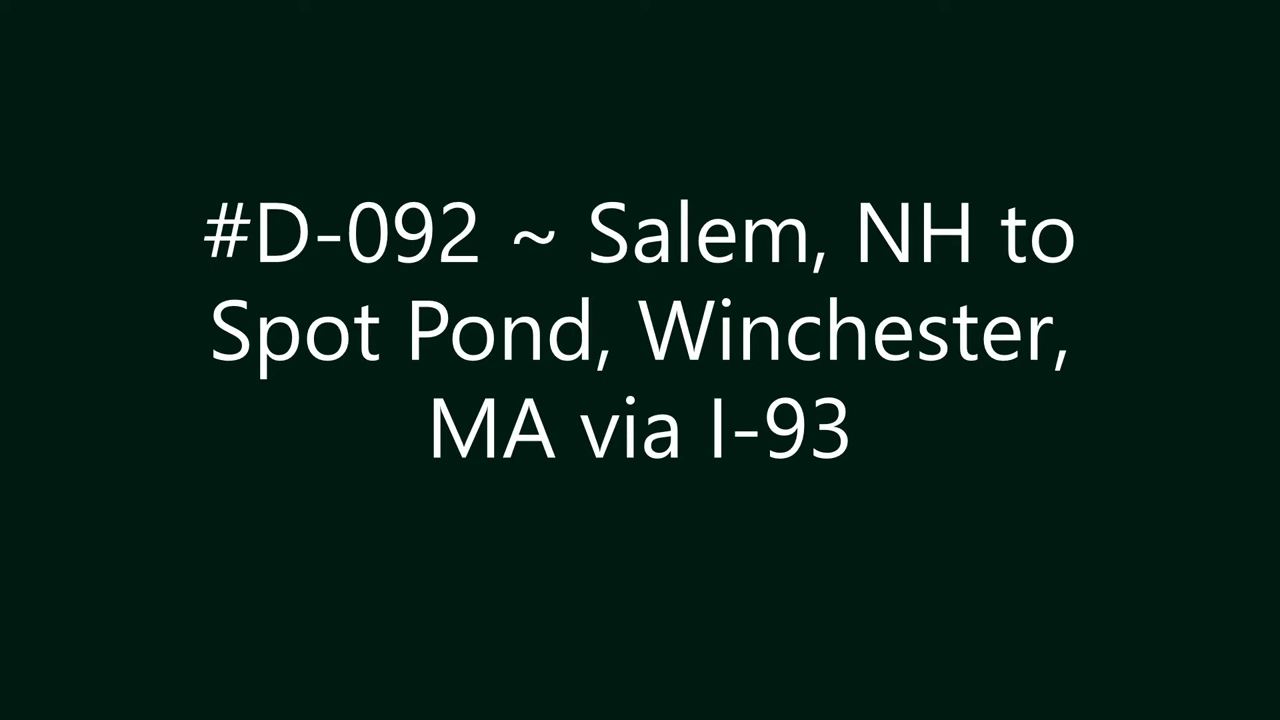 #D-092 ~ Salem, NH to
Spot Pond, Winchester,
MA via I-93